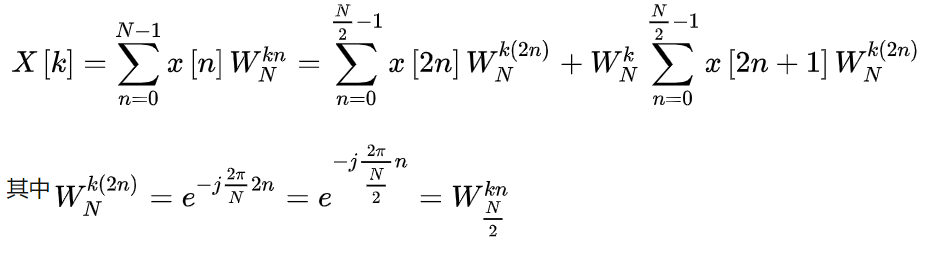 X[k] = \sum_{n=0}^{N-1} x[n] W_N^{kn} = \sum_{n=0}^{\frac{N}{2}-1} x[2n] W_N^{k(2n)} + W_N^k \sum_{n=0}^{\frac{N}{2}-1} x[2n+1] W_N^{k(2n)}
其中 W_N^{k(2n)} = e^{-j\frac{2\pi}{N}2n} = e^{-j\frac{2\pi}{\frac{N}{2}}n} = W_{\frac{N}{2}}^{kn}